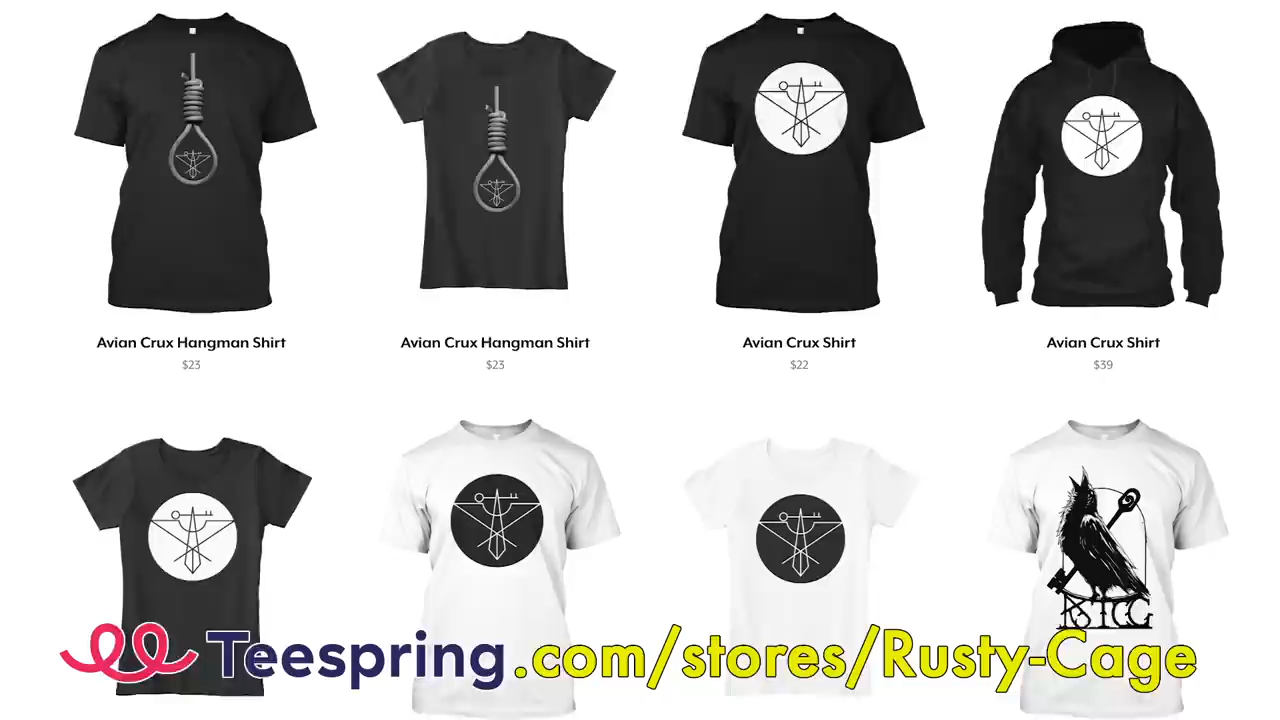 Avian Crux Hangman Shirt
$23
Avian Crux Hangman Shirt
$23
Avian Crux Shirt
$22
Avian Crux Shirt
$39
Teespring.com/stores/Rusty-Cage